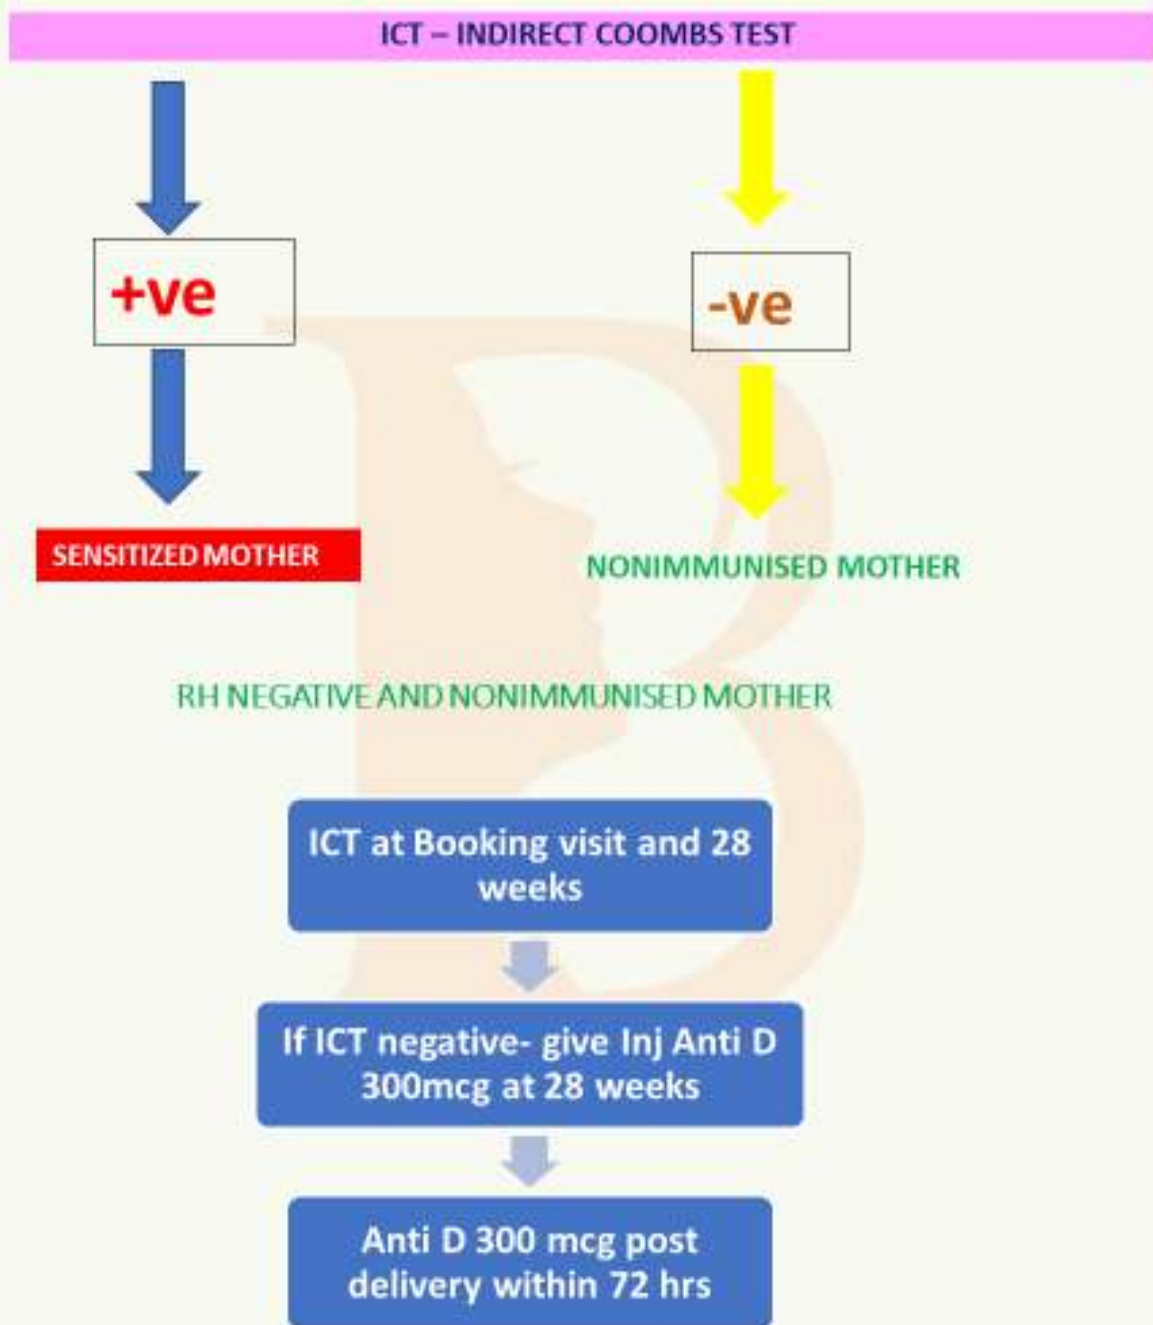 ICT – INDIRECT COOMBS TEST
+ve
-ve
SENSITIZED MOTHER
NONIMMUNISED MOTHER
RH NEGATIVE AND NONIMMUNISED MOTHER
ICT at Booking visit and 28
weeks
If ICT negative- give Inj Anti D
300mcg at 28 weeks
Anti D 300 mcg post
delivery within 72 hrs